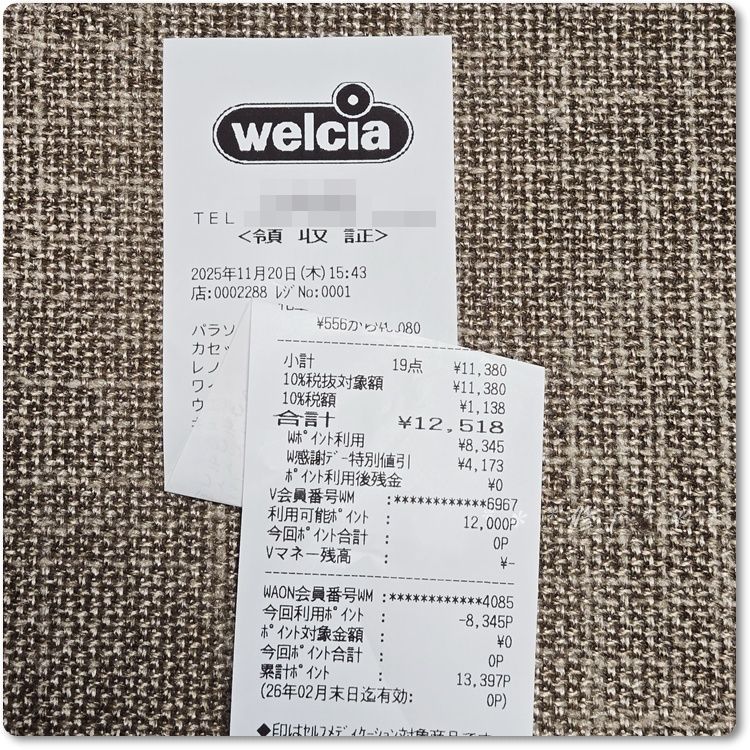 welcia
TEL
<領収証>
2025年11月20日(木)15:43
店:0002288 ﾚｼﾞNo:0001
パラソ
カセッ
レノ
ワイ
ウ
¥556から¥1,080
小計 19点 ¥11,380
10%税抜対象額 ¥11,380
10%税額 ¥1,138
合計 ¥12,518
Wﾎﾟｲﾝﾄ利用 ¥8,345
W感謝ﾃﾞｰ特別値引 ¥4,173
ﾎﾟｲﾝﾄ利用後残金 ¥0
V会員番号WM :************6967
利用可能ﾎﾟｲﾝﾄ : 12,000P
今回ﾎﾟｲﾝﾄ合計 : 0P
Vマネー残高 : ¥-
WAON会員番号WM :************4085
今回利用ﾎﾟｲﾝﾄ : -8,345P
ﾎﾟｲﾝﾄ対象金額 : ¥0
今回ﾎﾟｲﾝﾄ合計 : 0P
累計ﾎﾟｲﾝﾄ : 13,397P
(26年02月末日迄有効: 0P)
◆印はｾﾙﾌﾒﾃﾞｨｹｰｼｮﾝ対象商品です